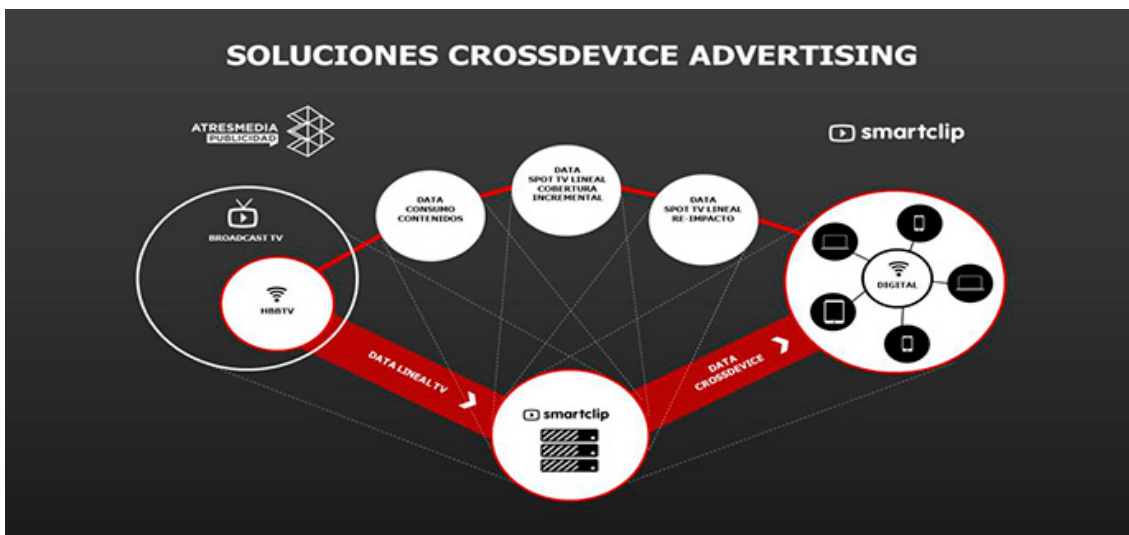 SOLUCIONES CROSSDEVICE ADVERTISING
ATRESMEDIA
PUBLICIDAD
smartclip
BROADCAST TV
HBBTV
DATA
CONSUMO
CONTENIDOS
DATA
SPOT TV LINEAL
COBERTURA
INCREMENTAL
DATA
SPOT TV LINEAL
RE-IMPACTO
DIGITAL
DATA LINEAL TV
DATA
CROSSDEVICE
smartclip